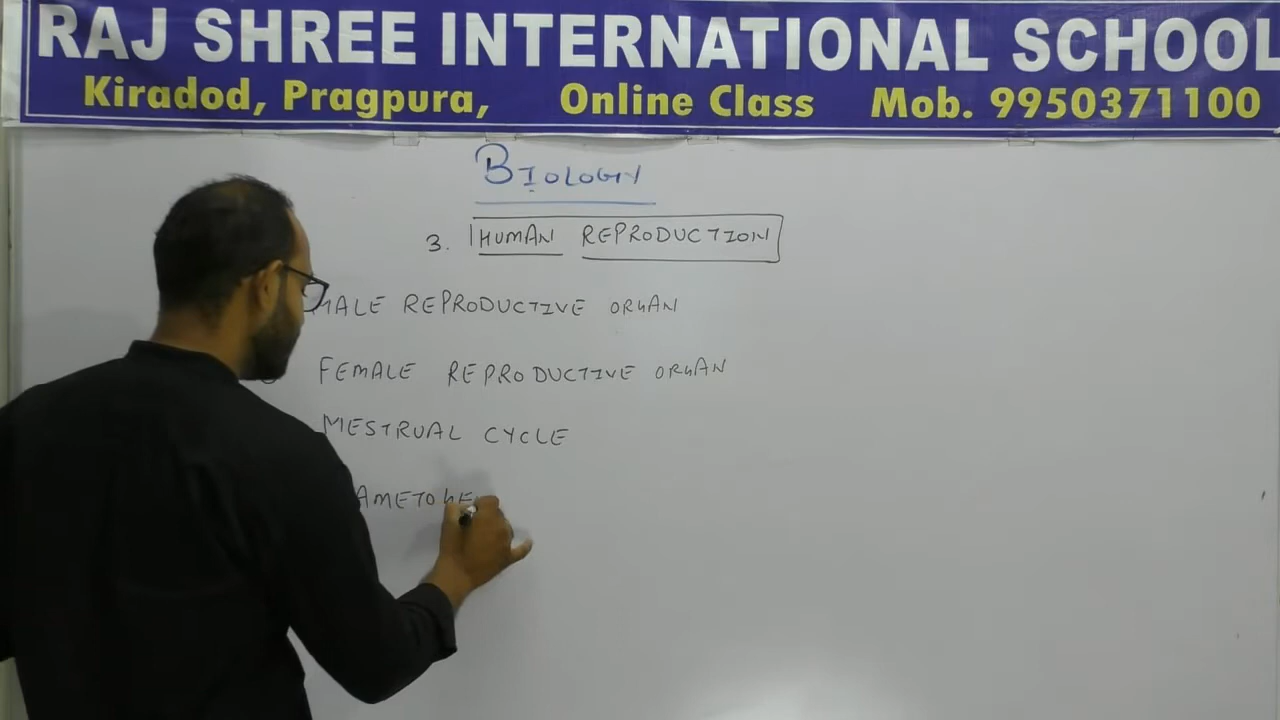 RAJ SHREE INTERNATIONAL SCHOOL
Kiradod, Pragpura, Online Class Mob. 9950371100
BIOLOGY
3. HUMAN REPRODUCTION
MALE REPRODUCTIVE ORGAN
FEMALE REPRODUCTIVE ORGAN
MESTRUAL CYCLE
AMETOGE